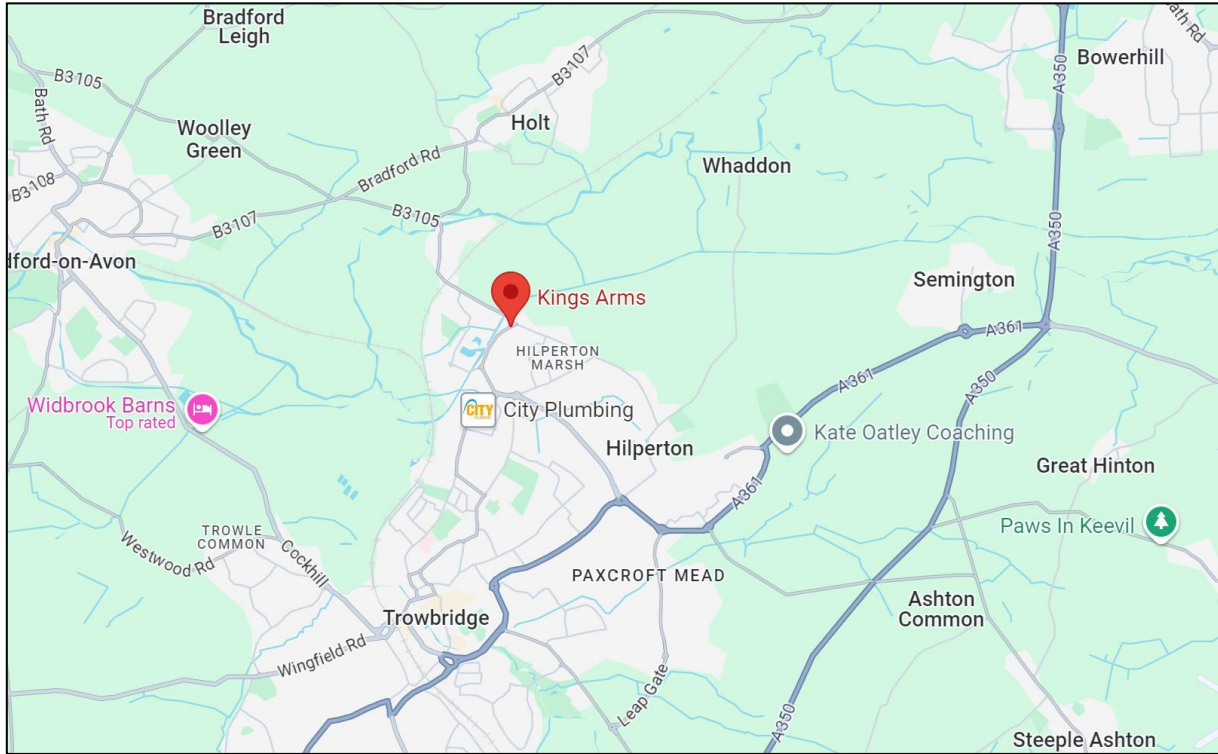 Bradford
Leigh
B3105
Bath Rd
B3107
Holt
A350
Bath Rd
Bowerhill
Woolley
Green
Bradford Rd
Whaddon
B3108
B3107
B3105
dford-on-Avon
A350
Semington
Kings Arms
A361
HILPERTON
MARSH
A361
A350
Widbrook Barns
Top rated
CITY
City Plumbing
Kate Oatley Coaching
Hilperton
Great Hinton
A361
Paws In Keevil
TROWLE
COMMON
Westwood Rd
Cockhill
PAXCROFT MEAD
Ashton
Common
Trowbridge
Wingfield Rd
Leap Gate
A350
Steeple Ashton